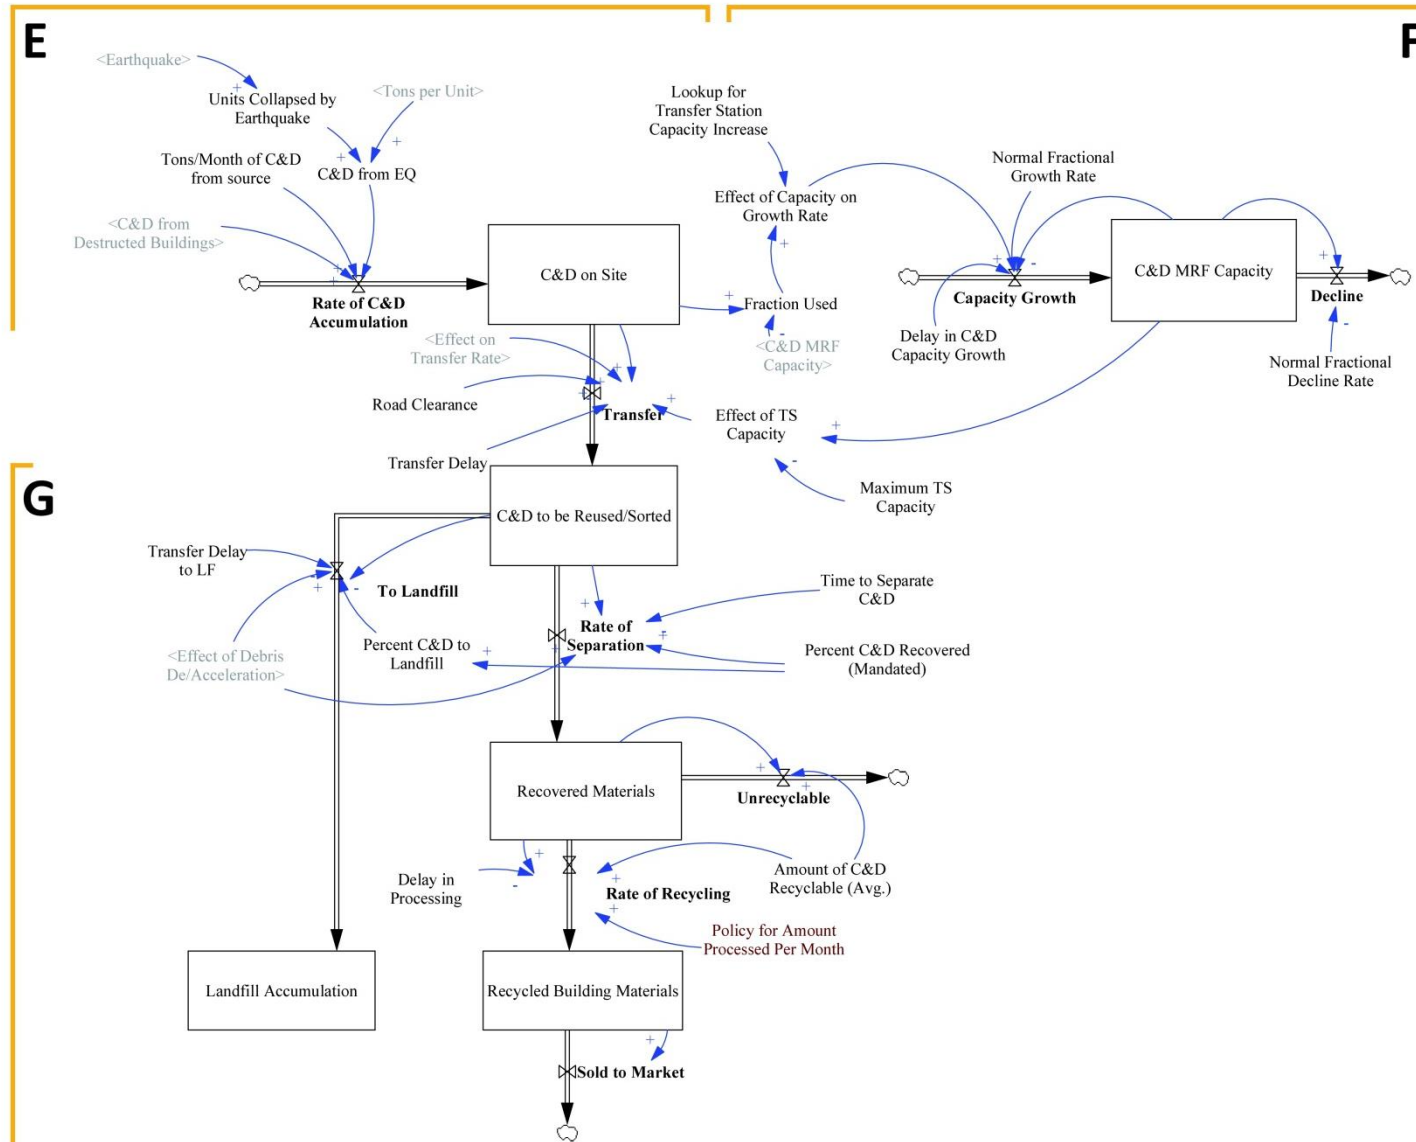 E
F
<Earthquake>
Units Collapsed by
Earthquake
<Tons per Unit>
Tons/Month of C&D
from source
C&D from EQ
<C&D from
Destructed Buildings>
Rate of C&D
Accumulation
C&D on Site
Lookup for
Transfer Station
Capacity Increase
Effect of Capacity on
Growth Rate
Normal Fractional
Growth Rate
C&D MRF Capacity
Capacity Growth
Decline
Fraction Used
<C&D MRF
Capacity>
Delay in C&D
Capacity Growth
Normal Fractional
Decline Rate
<Effect on
Transfer Rate>
Road Clearance
Transfer
Effect of TS
Capacity
Transfer Delay
Maximum TS
Capacity
G
C&D to be Reused/Sorted
Transfer Delay
to LF
To Landfill
Time to Separate
C&D
Rate of
Separation
Percent C&D to
Landfill
<Effect of Debris
De/Acceleration>
Percent C&D Recovered
(Mandated)
Recovered Materials
Unrecyclable
Delay in
Processing
Rate of Recycling
Amount of C&D
Recyclable (Avg.)
Policy for Amount
Processed Per Month
Landfill Accumulation
Recycled Building Materials
Sold to Market